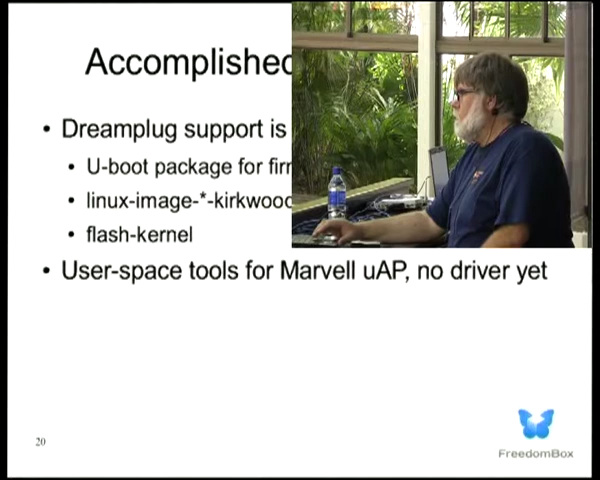 Accomplished
• Dreamplug support is
• U-boot package for firm
• linux-image-*-kirkwood
• flash-kernel
• User-space tools for Marvell uAP, no driver yet
20
FreedomBox